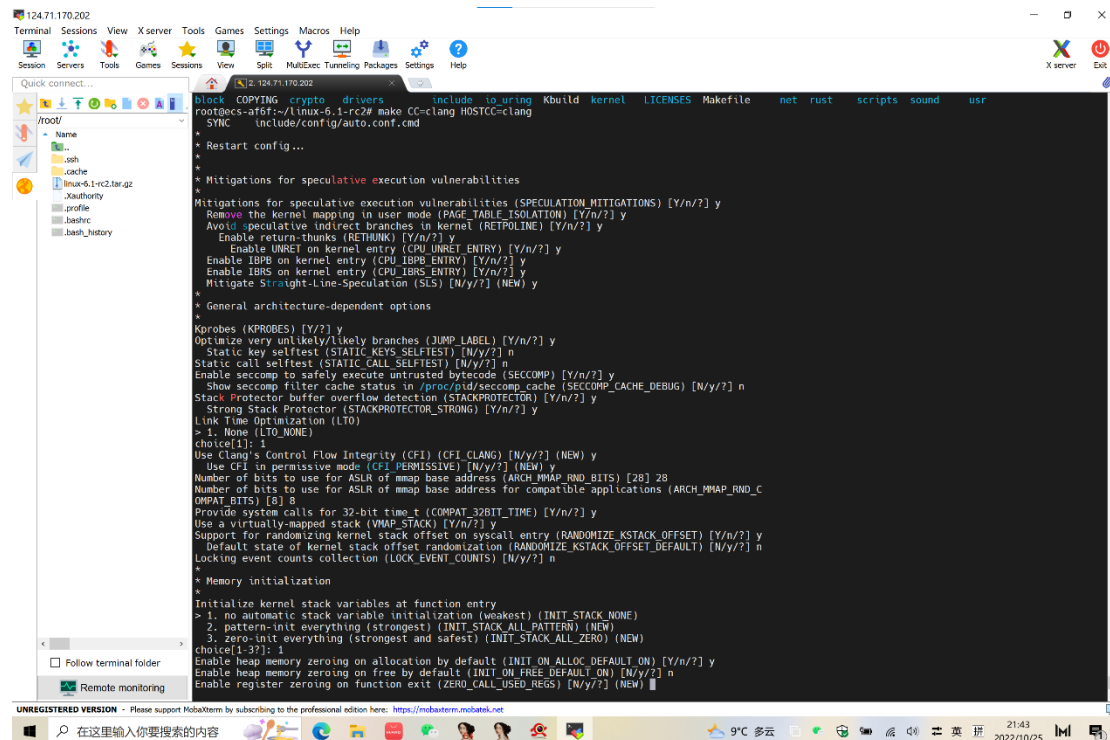 124.71.170.202
Terminal Sessions View X server Tools Games Settings Macros Help
Session Servers Tools Games Sessions View Split MultiExec Tunneling Packages Settings Help X server Exit
Quick connect...
2. 124.71.170.202
/root/
Name
..
.ssh
.cache
linux-6.1-rc2.tar.gz
.Xauthority
.profile
.bashrc
.bash_history
Follow terminal folder
Remote monitoring
block COPYING crypto drivers include io_uring Kbuild kernel LICENSES Makefile net rust scripts sound usr
root@ecs-af6f:~/linux-6.1-rc2# make CC=clang HOSTCC=clang
SYNC include/config/auto.conf.cmd
*
* Restart config...
*
*
* Mitigations for speculative execution vulnerabilities
*
Mitigations for speculative execution vulnerabilities (SPECULATION_MITIGATIONS) [Y/n/?] y
Remove the kernel mapping in user mode (PAGE_TABLE_ISOLATION) [Y/n/?] y
Avoid speculative indirect branches in kernel (RETPOLINE) [Y/n/?] y
Enable return-thunks (RETHUNK) [Y/n/?] y
Enable UNRET on kernel entry (CPU_UNRET_ENTRY) [Y/n/?] y
Enable IBPB on kernel entry (CPU_IBPB_ENTRY) [Y/n/?] y
Enable IBRS on kernel entry (CPU_IBRS_ENTRY) [Y/n/?] y
Mitigate Straight-Line-Speculation (SLS) [N/y/?] (NEW) y
*
* General architecture-dependent options
*
Kprobes (KPROBES) [Y/?] y
Optimize very unlikely/likely branches (JUMP_LABEL) [Y/n/?] y
Static key selftest (STATIC_KEYS_SELFTEST) [N/y/?] n
Static call selftest (STATIC_CALL_SELFTEST) [N/y/?] n
Enable seccomp to safely execute untrusted bytecode (SECCOMP) [Y/n/?] y
Show seccomp filter cache status in /proc/pid/seccomp_cache (SECCOMP_CACHE_DEBUG) [N/y/?] n
Stack Protector buffer overflow detection (STACKPROTECTOR) [Y/n/?] y
Strong Stack Protector (STACKPROTECTOR_STRONG) [Y/n/?] y
Link Time Optimization (LTO)
> 1. None (LTO_NONE)
choice[1]: 1
Use Clang's Control Flow Integrity (CFI) (CFI_CLANG) [N/y/?] (NEW) y
Use CFI in permissive mode (CFI_PERMISSIVE) [N/y/?] (NEW) y
Number of bits to use for ASLR of mmap base address (ARCH_MMAP_RND_BITS) [28] 28
Number of bits to use for ASLR of mmap base address for compatible applications (ARCH_MMAP_RND_C
OMPAT_BITS) [8] 8
Provide system calls for 32-bit time_t (COMPAT_32BIT_TIME) [Y/n/?] y
Use a virtually-mapped stack (VMAP_STACK) [Y/n/?] y
Support for randomizing kernel stack offset on syscall entry (RANDOMIZE_KSTACK_OFFSET) [Y/n/?] y
Default state of kernel stack offset randomization (RANDOMIZE_KSTACK_OFFSET_DEFAULT) [N/y/?] n
Locking event counts collection (LOCK_EVENT_COUNTS) [N/y/?] n
*
* Memory initialization
*
Initialize kernel stack variables at function entry
> 1. no automatic stack variable initialization (weakest) (INIT_STACK_NONE)
2. pattern-init everything (strongest) (INIT_STACK_ALL_PATTERN) (NEW)
3. zero-init everything (strongest and safest) (INIT_STACK_ALL_ZERO) (NEW)
choice[1-3?]: 1
Enable heap memory zeroing on allocation by default (INIT_ON_ALLOC_DEFAULT_ON) [Y/n/?] y
Enable heap memory zeroing on free by default (INIT_ON_FREE_DEFAULT_ON) [N/y/?] n
Enable register zeroing on function exit (ZERO_CALL_USED_REGS) [N/y/?] (NEW)
UNREGISTERED VERSION - Please support MobaXterm by subscribing to the professional edition here: https://mobaxterm.mobatek.net
在这里输入你要搜索的内容
9°C 多云
英
拼
21:43
2022/10/25